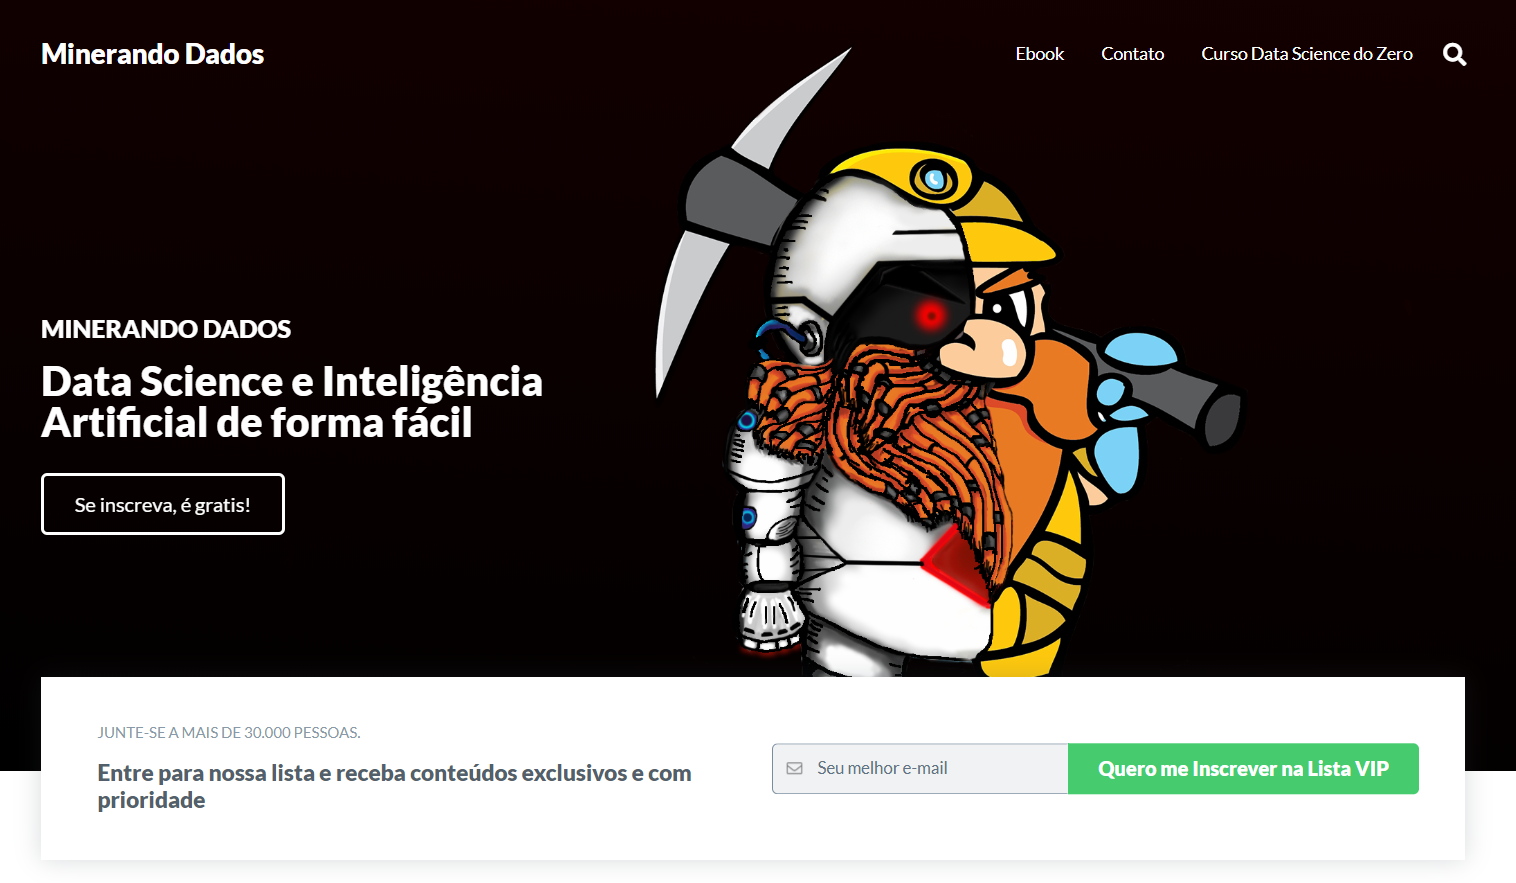 Minerando Dados
Ebook
Contato
Curso Data Science do Zero
MINERANDO DADOS
Data Science e Inteligência
Artificial de forma fácil
Se inscreva, é gratis!
JUNTE-SE A MAIS DE 30.000 PESSOAS.
Entre para nossa lista e receba conteúdos exclusivos e com
prioridade
Seu melhor e-mail
Quero me Inscrever na Lista VIP